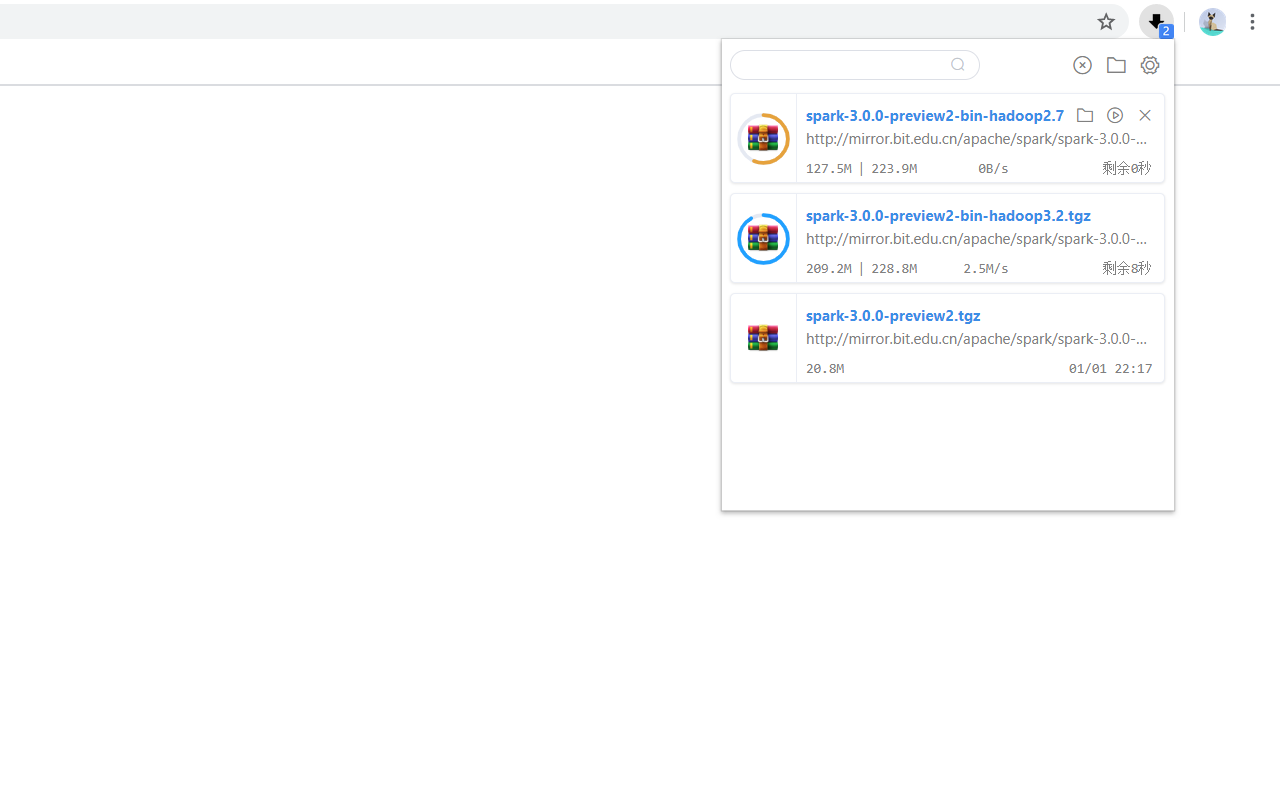 2
spark-3.0.0-preview2-bin-hadoop2.7
http://mirror.bit.edu.cn/apache/spark/spark-3.0.0-...
127.5M | 223.9M 0B/s 剩余0秒
spark-3.0.0-preview2-bin-hadoop3.2.tgz
http://mirror.bit.edu.cn/apache/spark/spark-3.0.0-...
209.2M | 228.8M 2.5M/s 剩余8秒
spark-3.0.0-preview2.tgz
http://mirror.bit.edu.cn/apache/spark/spark-3.0.0-...
20.8M 01/01 22:17